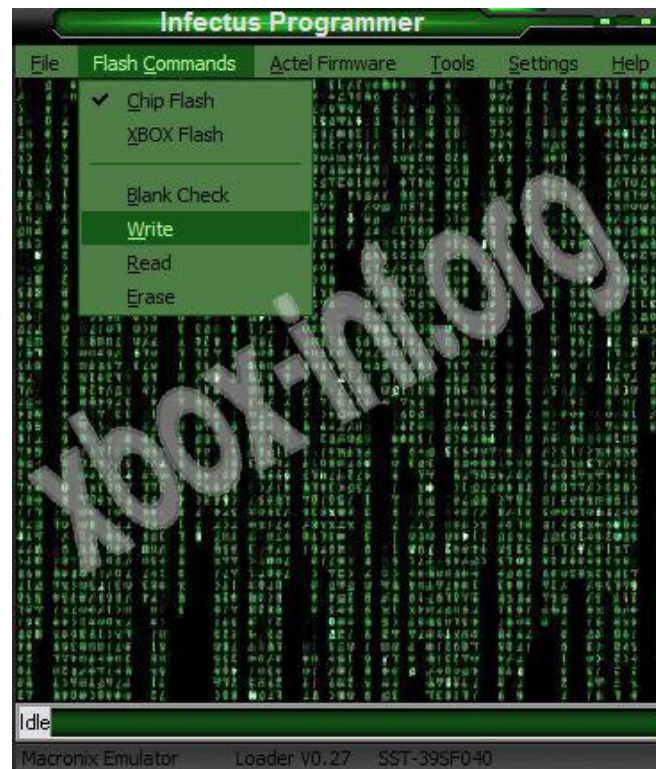 Infectus Programmer
File Flash Commands Actel Firmware Tools Settings Help
Chip Flash
XBOX Flash
Blank Check
Write
Read
Erase
xbox-int.org
Idle
Macronix Emulator Loader V0.27 SST-39SF040